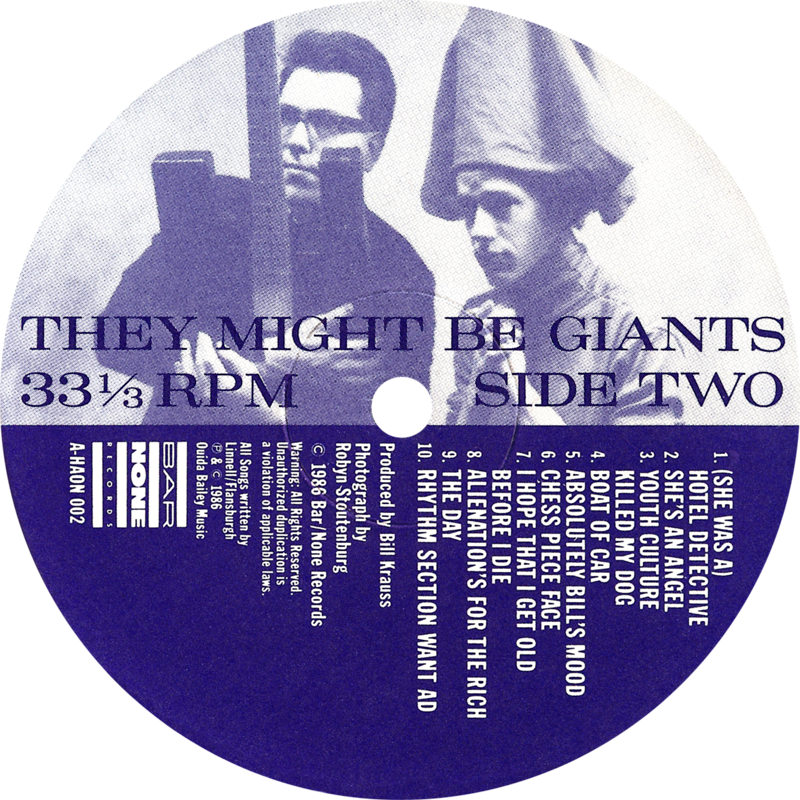 THEY MIGHT BE GIANTS
33⅓ RPM SIDE TWO
1. (SHE WAS A)
HOTEL DETECTIVE
2. SHE'S AN ANGEL
3. YOUTH CULTURE
KILLED MY DOG
4. BOAT OF CAR
5. ABSOLUTELY BILL'S MOOD
6. CHESS PIECE FACE
7. I HOPE THAT I GET OLD
BEFORE I DIE
8. ALIENATION'S FOR THE RICH
9. THE DAY
10. RHYTHM SECTION WANT AD
Produced by Bill Krauss
Photograph by
Robyn Stoutenburg
© 1986 Bar/None Records
Warning: All Rights Reserved.
Unauthorized duplication is
a violation of applicable laws.
All Songs written by
Linnell/Flansburgh
℗ & © 1986
Ouida Bailey Music
BAR
NONE
RECORDS
A-HAON 002